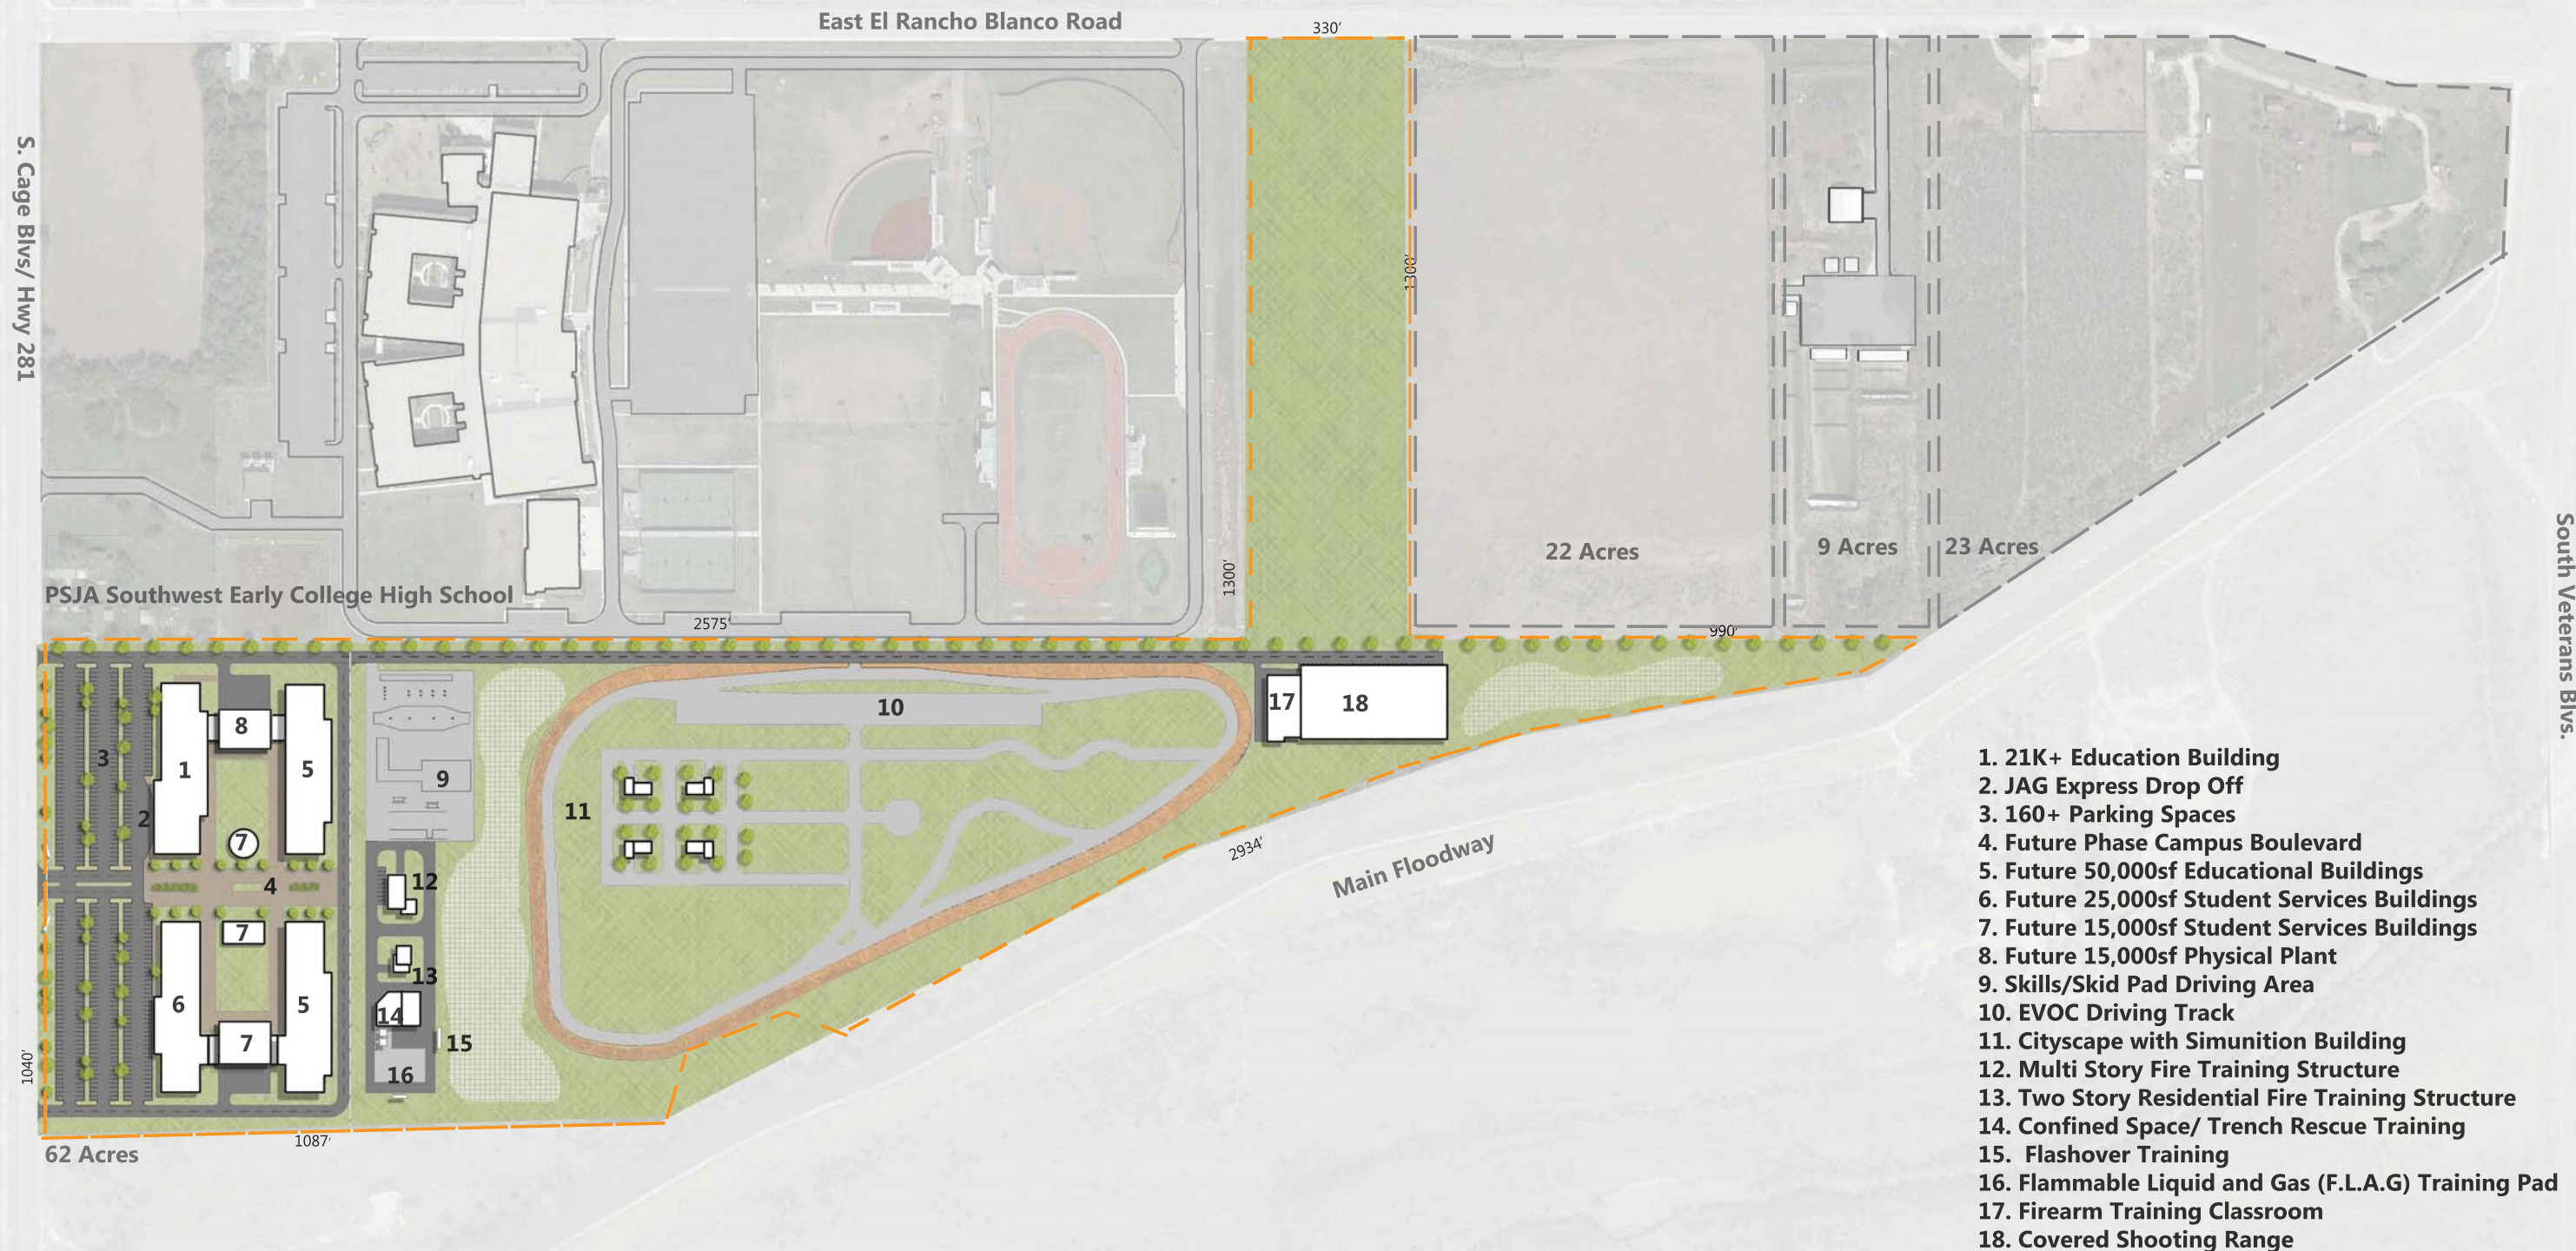 East El Rancho Blanco Road
330'
S. Cage Blvs/ Hwy 281
1300'
22 Acres
9 Acres
23 Acres
South Veterans Blvs.
PSJA Southwest Early College High School
1300'
2575'
990'
8
17
18
10
3
1
5
9
11
2
7
4
12
2934'
Main Floodway
7
13
6
5
14
7
15
16
1040'
1087'
62 Acres
1. 21K+ Education Building
2. JAG Express Drop Off
3. 160+ Parking Spaces
4. Future Phase Campus Boulevard
5. Future 50,000sf Educational Buildings
6. Future 25,000sf Student Services Buildings
7. Future 15,000sf Student Services Buildings
8. Future 15,000sf Physical Plant
9. Skills/Skid Pad Driving Area
10. EVOC Driving Track
11. Cityscape with Simunition Building
12. Multi Story Fire Training Structure
13. Two Story Residential Fire Training Structure
14. Confined Space/ Trench Rescue Training
15. Flashover Training
16. Flammable Liquid and Gas (F.L.A.G) Training Pad
17. Firearm Training Classroom
18. Covered Shooting Range